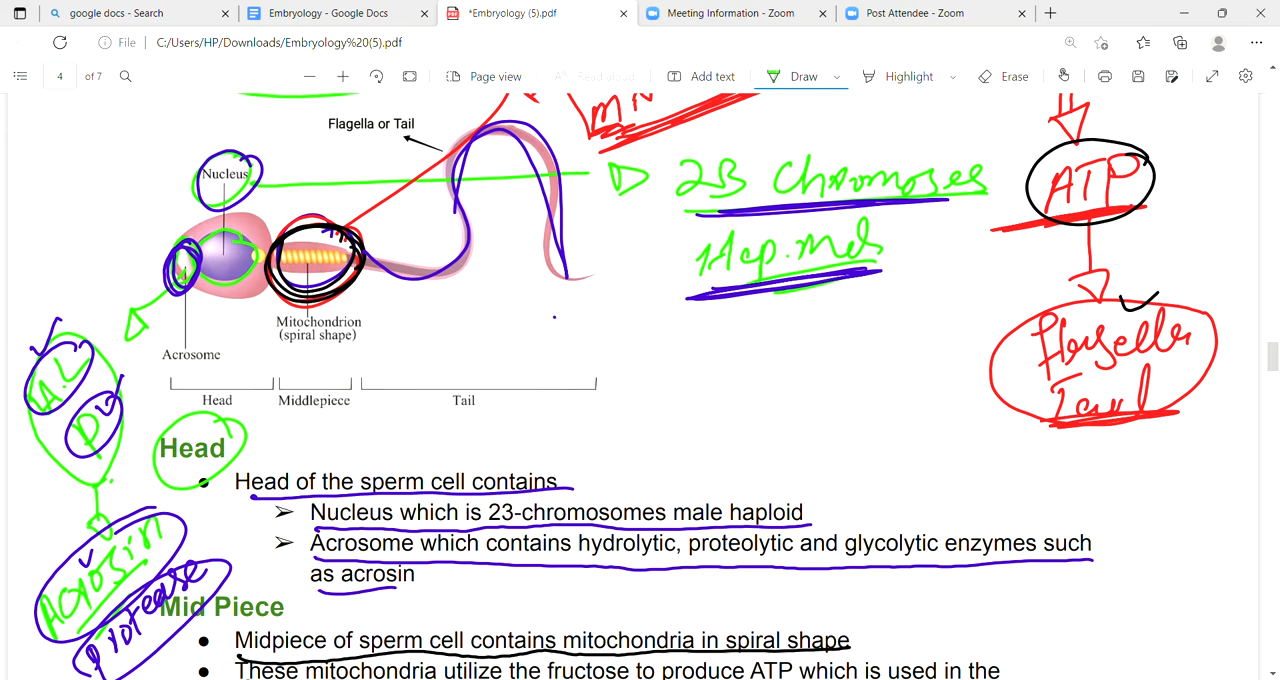 google docs - Search
Embryology - Google Docs
*Embryology (5).pdf
Meeting Information - Zoom
Post Attendee - Zoom
File
C:/Users/HP/Downloads/Embryology%20(5).pdf
4 of 7
Page view
Read aloud
Add text
Draw
Highlight
Erase
Flagella or Tail
Nucleus
23 Chromoses
ATP
Mitochondrion
(spiral shape)
Acrosome
Head
Middlepiece
Tail
Head
• Head of the sperm cell contains
➢ Nucleus which is 23-chromosomes male haploid
➢ Acrosome which contains hydrolytic, proteolytic and glycolytic enzymes such
as acrosin
Protease
Mid Piece
• Midpiece of sperm cell contains mitochondria in spiral shape
• These mitochondria utilize the fructose to produce ATP which is used in the